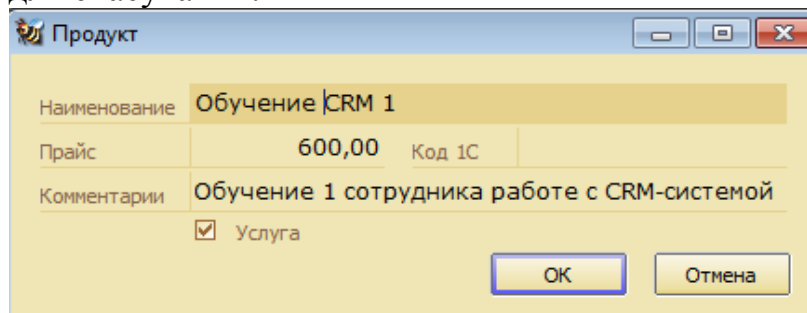 Продукт
Наименование Обучение CRM 1
Прайс 600,00 Код 1С
Комментарии Обучение 1 сотрудника работе с CRM-системой
Услуга
ОК Отмена